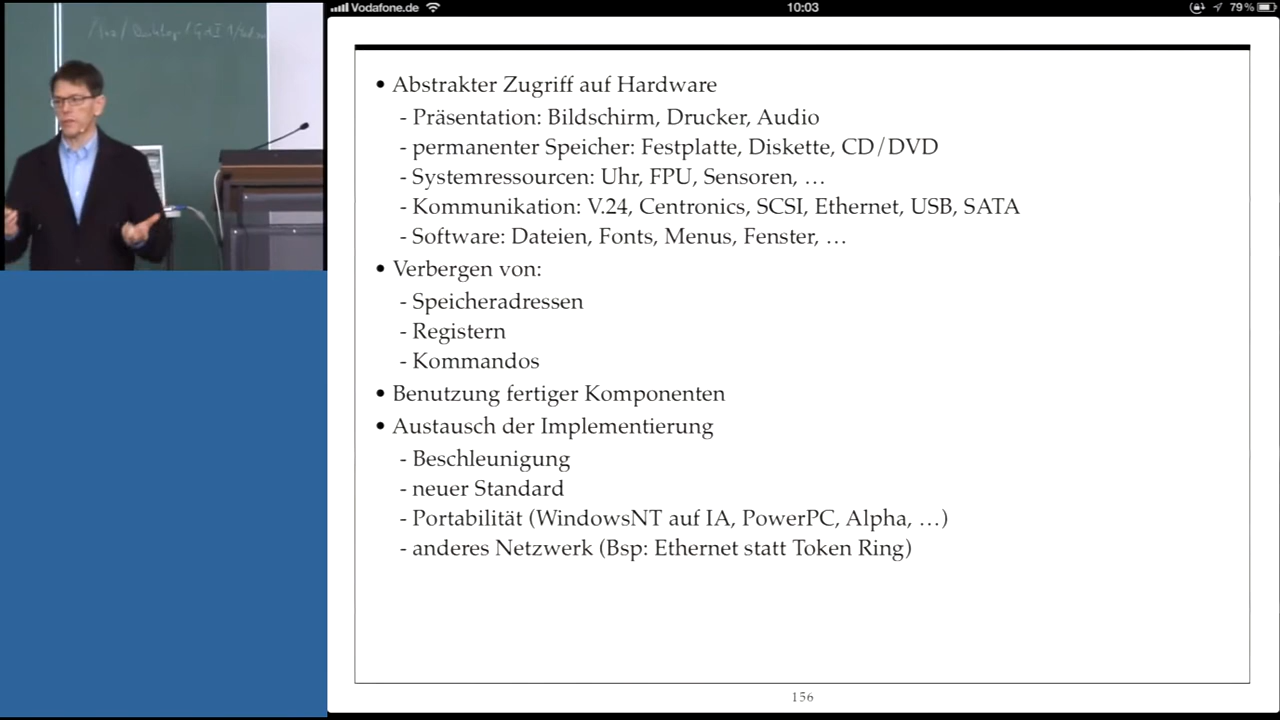 Vodafone.de
10:03
79%
• Abstrakter Zugriff auf Hardware
- Präsentation: Bildschirm, Drucker, Audio
- permanenter Speicher: Festplatte, Diskette, CD/DVD
- Systemressourcen: Uhr, FPU, Sensoren, …
- Kommunikation: V.24, Centronics, SCSI, Ethernet, USB, SATA
- Software: Dateien, Fonts, Menus, Fenster, …
• Verbergen von:
- Speicheradressen
- Registern
- Kommandos
• Benutzung fertiger Komponenten
• Austausch der Implementierung
- Beschleunigung
- neuer Standard
- Portabilität (WindowsNT auf IA, PowerPC, Alpha, …)
- anderes Netzwerk (Bsp: Ethernet statt Token Ring)
156